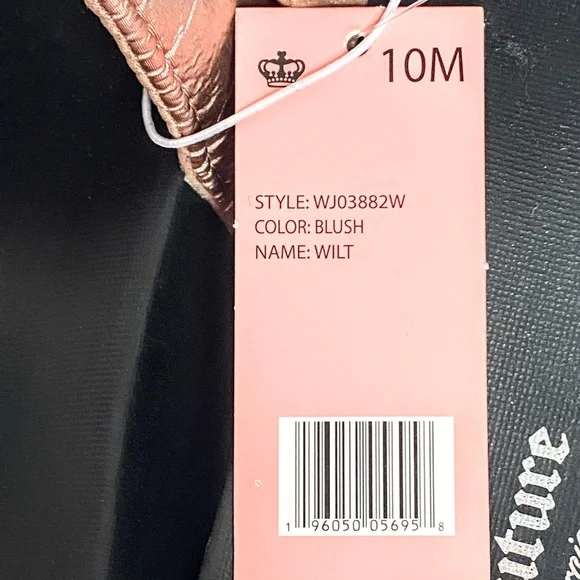 10M
STYLE: WJ03882W
COLOR: BLUSH
NAME: WILT
1 96050 05695 8
uture